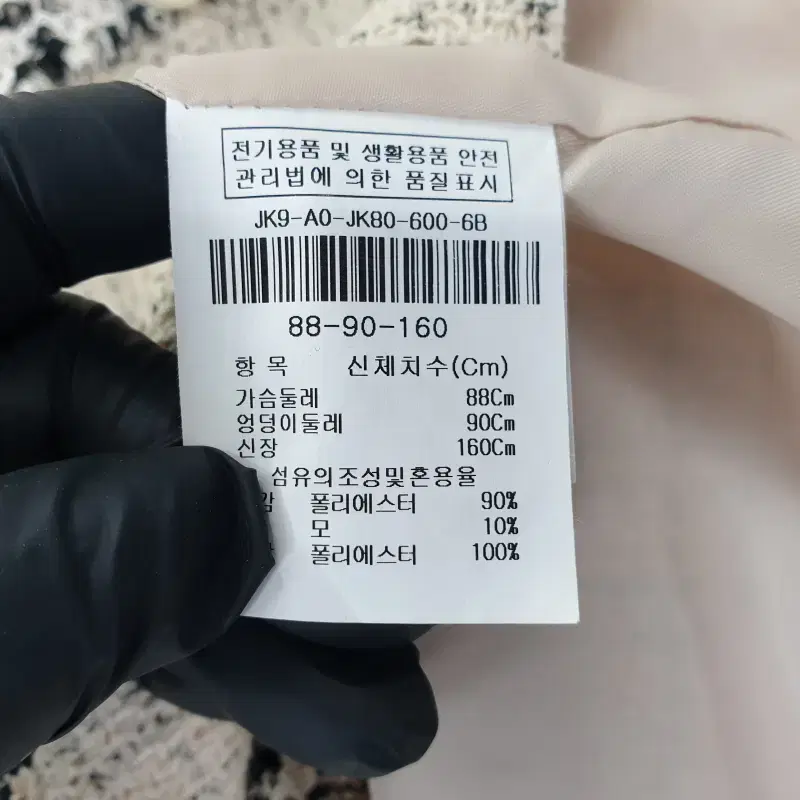 전기용품 및 생활용품 안전
관리법에 의한 품질표시
JK9-A0-JK80-600-6B
88-90-160
항 목 신체치수(Cm)
가슴둘레 88Cm
엉덩이둘레 90Cm
신장 160Cm
섬유의조성및혼용율
감 폴리에스터 90%
모 10%
폴리에스터 100%